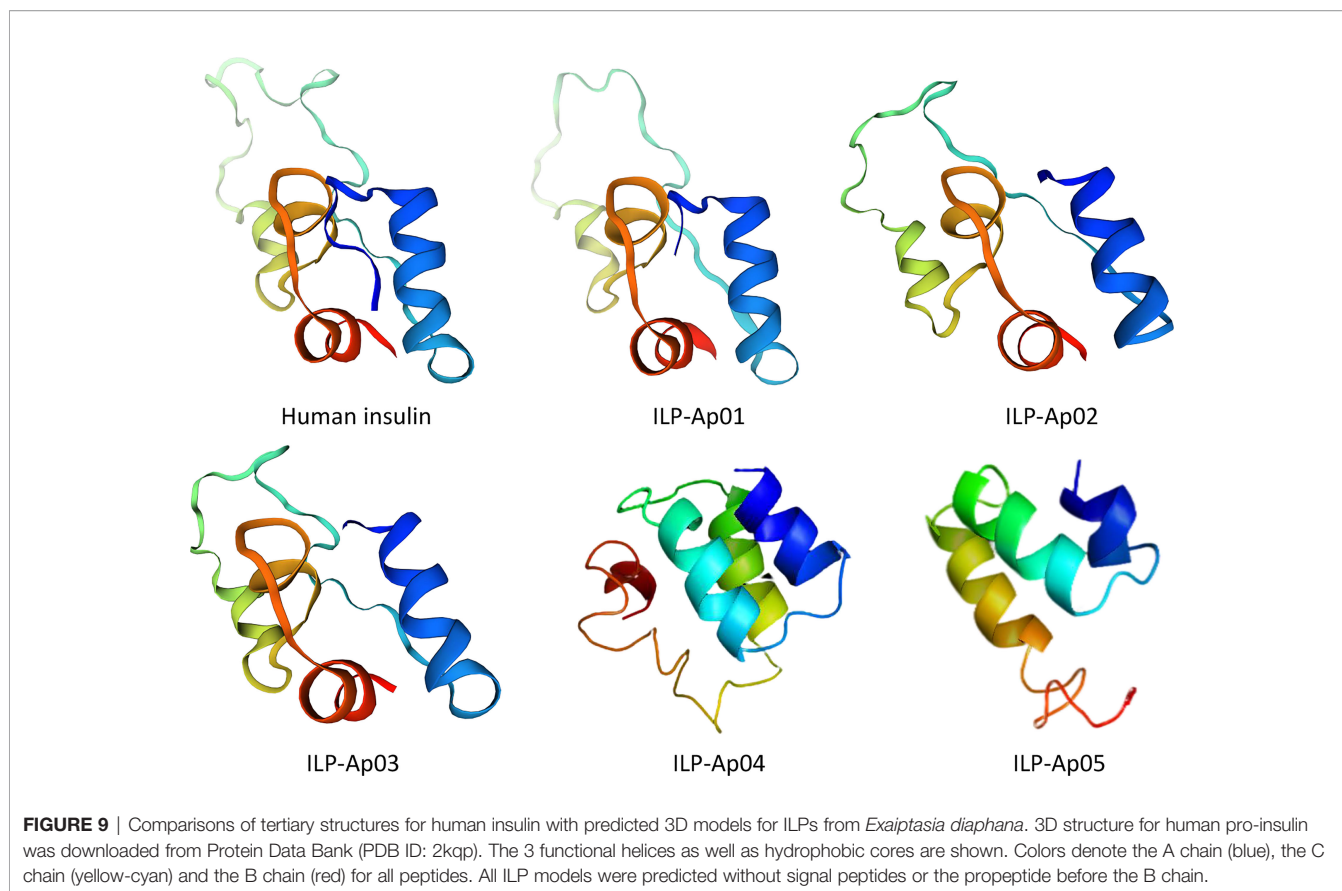 Human insulin
ILP-Ap01
ILP-Ap02
ILP-Ap03
ILP-Ap04
ILP-Ap05
FIGURE 9 | Comparisons of tertiary structures for human insulin with predicted 3D models for ILPs from Exaiptasia diaphana. 3D structure for human pro-insulin
was downloaded from Protein Data Bank (PDB ID: 2kqp). The 3 functional helices as well as hydrophobic cores are shown. Colors denote the A chain (blue), the C
chain (yellow-cyan) and the B chain (red) for all peptides. All ILP models were predicted without signal peptides or the propeptide before the B chain.